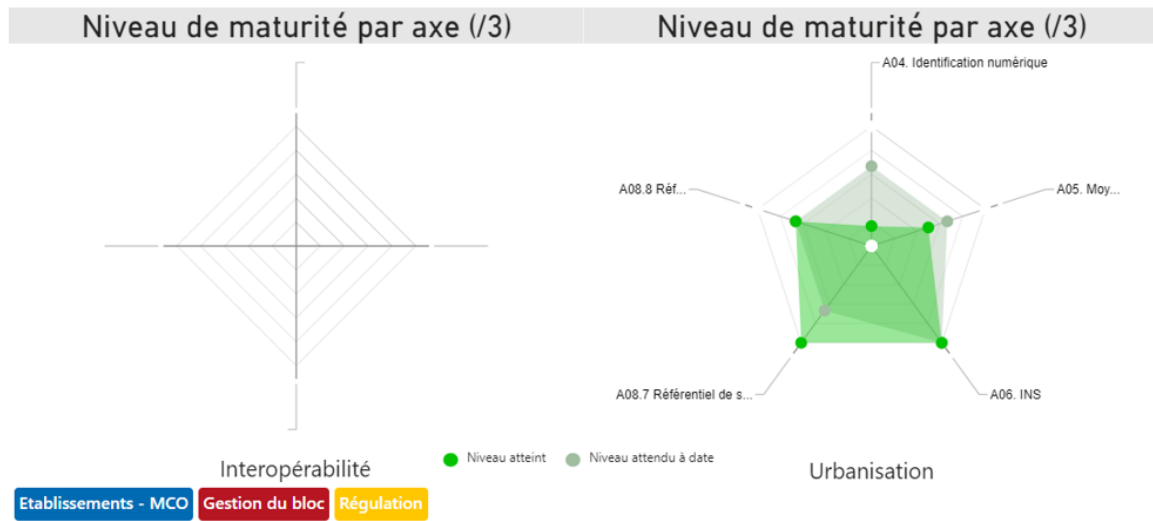 Niveau de maturité par axe (/3)
Niveau de maturité par axe (/3)
A04. Identification numérique
A08.8 Réf...
A05. Moy...
A08.7 Référentiel de s...
A06. INS
Niveau atteint
Niveau attendu à date
Interopérabilité
Urbanisation
Etablissements - MCO
Gestion du bloc
Régulation